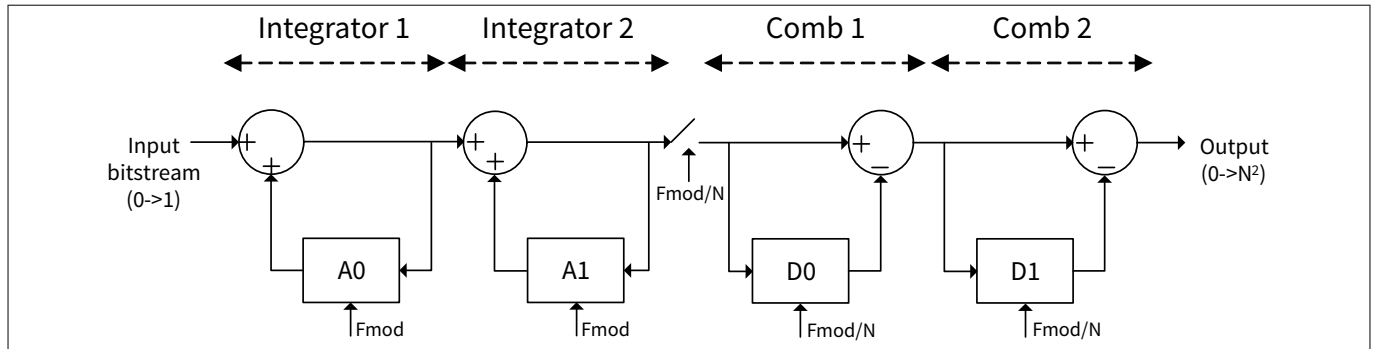 Integrator 1
Integrator 2
Comb 1
Comb 2
Input
bitstream
(0->1)
+
+
+
+
Fmod/N
+
−
+
−
Output
(0->N²)
A0
A1
D0
D1
Fmod
Fmod
Fmod/N
Fmod/N